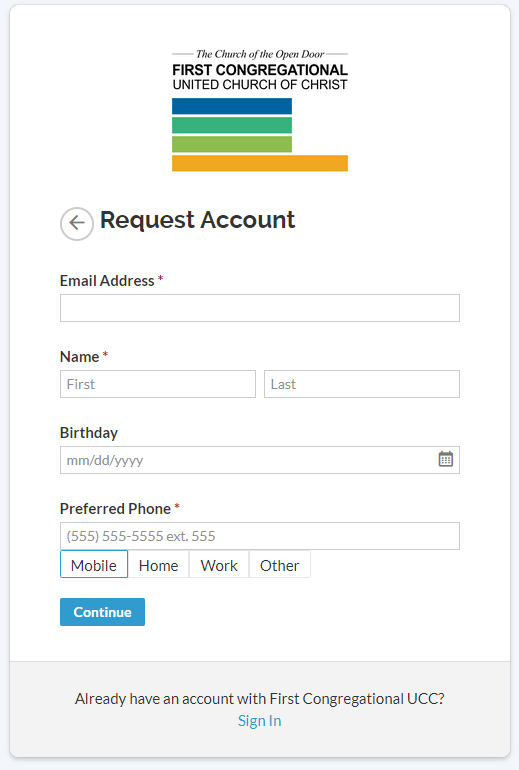 The Church of the Open Door
FIRST CONGREGATIONAL
UNITED CHURCH OF CHRIST
Request Account
Email Address *
Name *
First Last
Birthday
mm/dd/yyyy
Preferred Phone *
(555) 555-5555 ext. 555
Mobile Home Work Other
Continue
Already have an account with First Congregational UCC?
Sign In